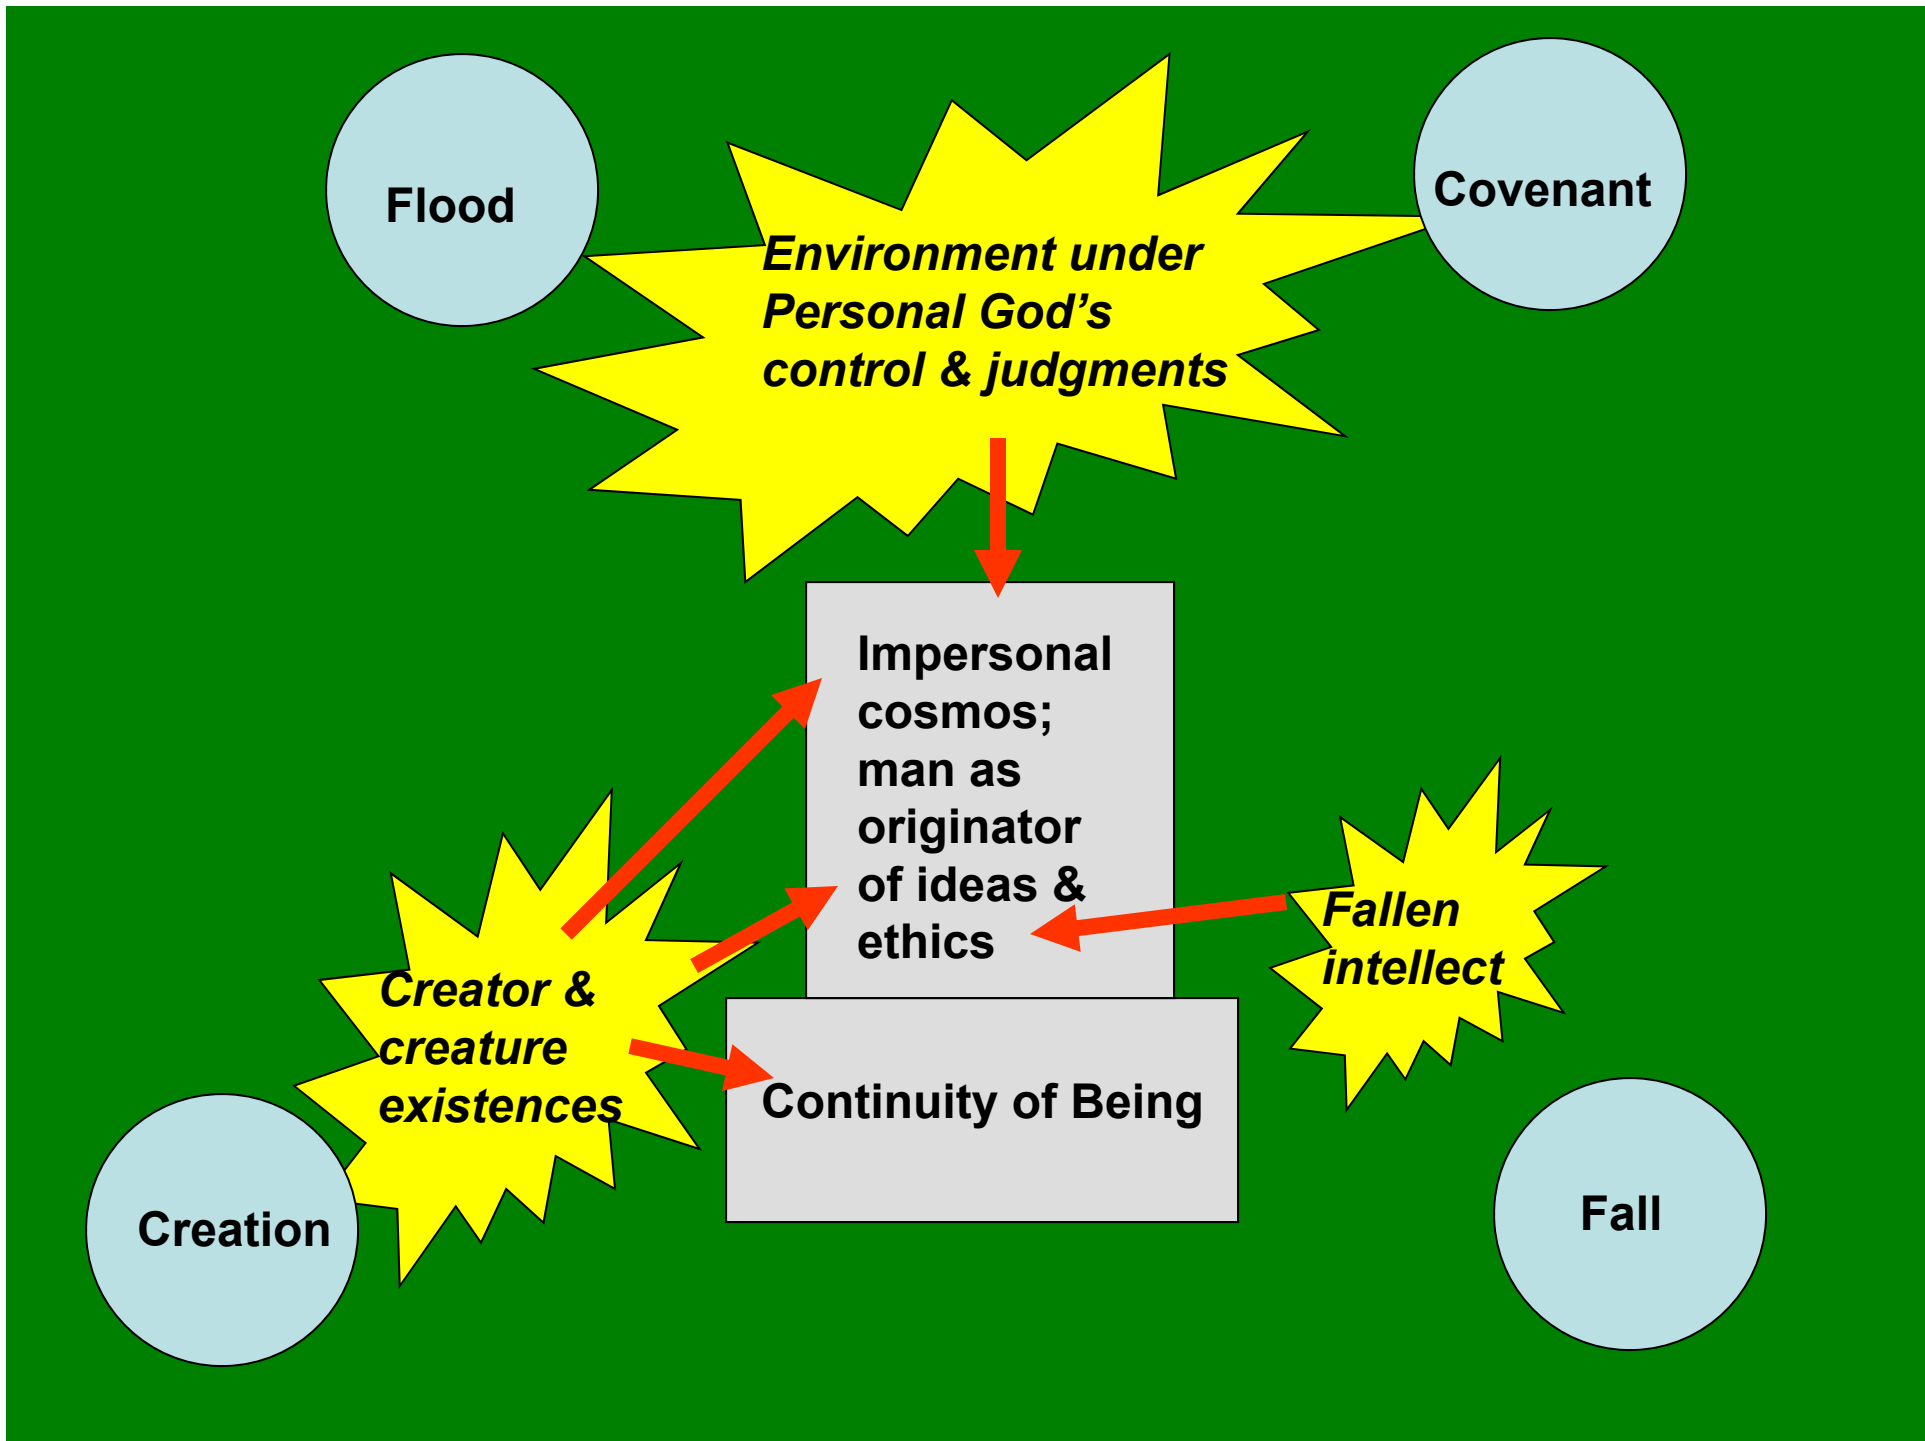 Flood
Covenant
Environment under
Personal God’s
control & judgments
Impersonal
cosmos;
man as
originator
of ideas &
ethics
Fallen
intellect
Creator &
creature
existences
Continuity of Being
Creation
Fall